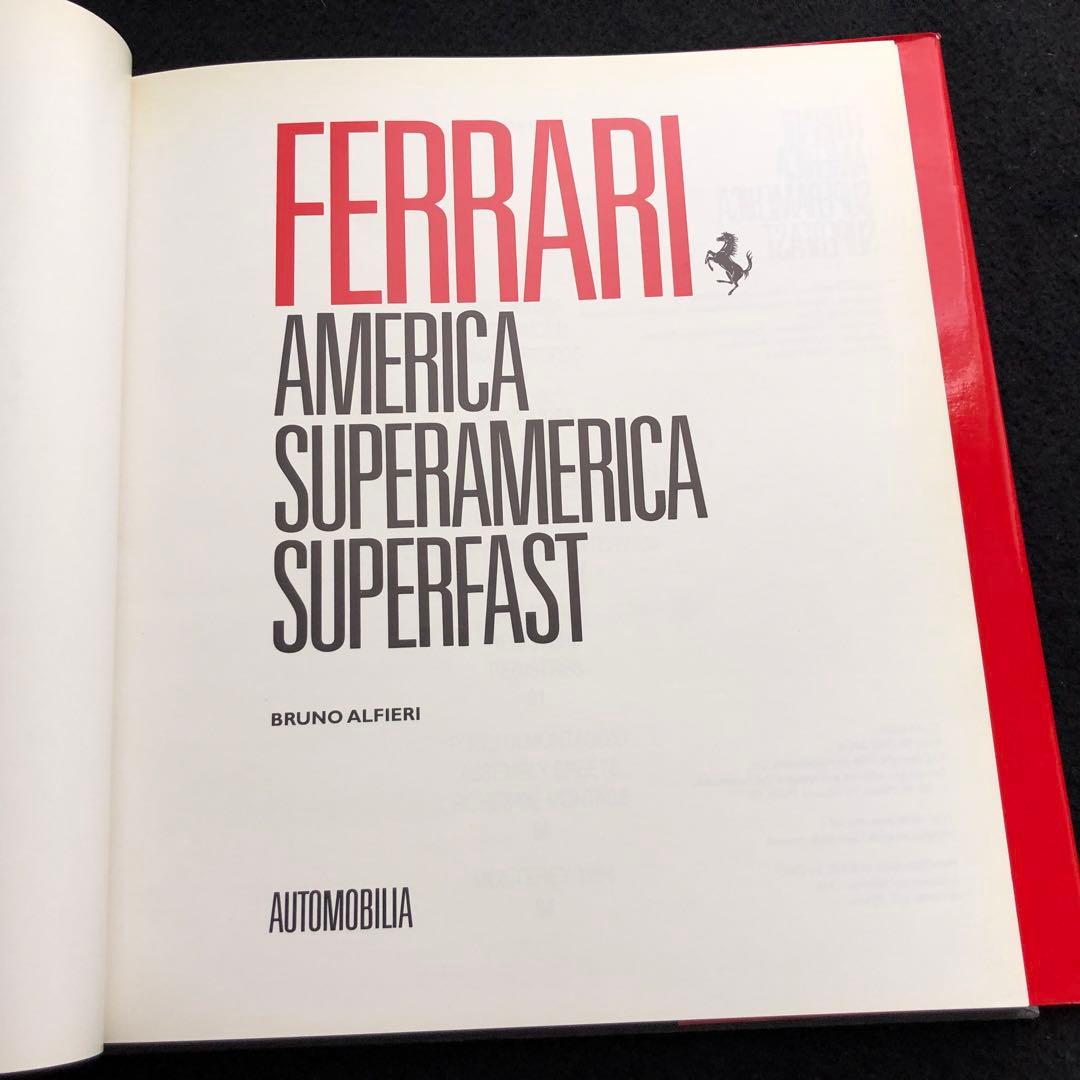 FERRARI
AMERICA
SUPERAMERICA
SUPERFAST
BRUNO ALFIERI
AUTOMOBILIA